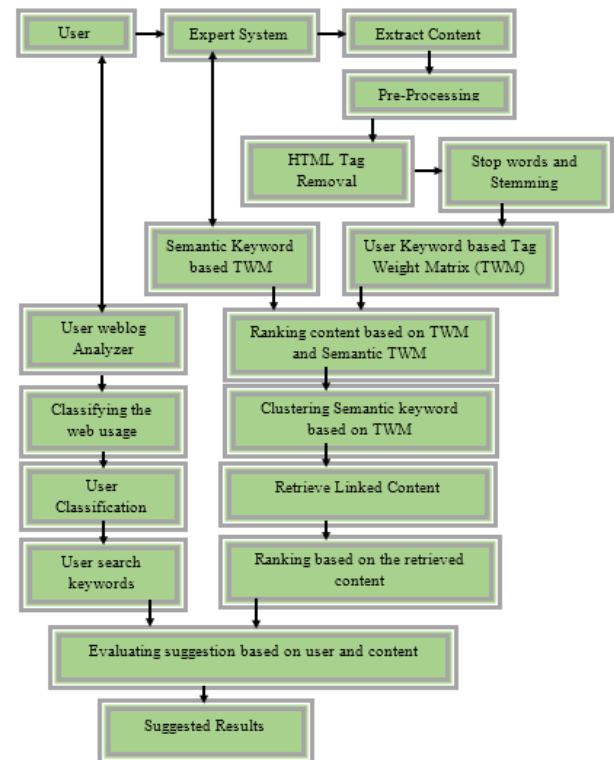 User
Expert System
Extract Content
Pre-Processing
HTML Tag
Removal
Stop words and
Stemming
Semantic Keyword
based TWM
User Keyword based Tag
Weight Matrix (TWM)
User weblog
Analyzer
Ranking content based on TWM
and Semantic TWM
Classifying the
web usage
Clustering Semantic keyword
based on TWM
User
Classification
Retrieve Linked Content
User search
keywords
Ranking based on the retrieved
content
Evaluating suggestion based on user and content
Suggested Results